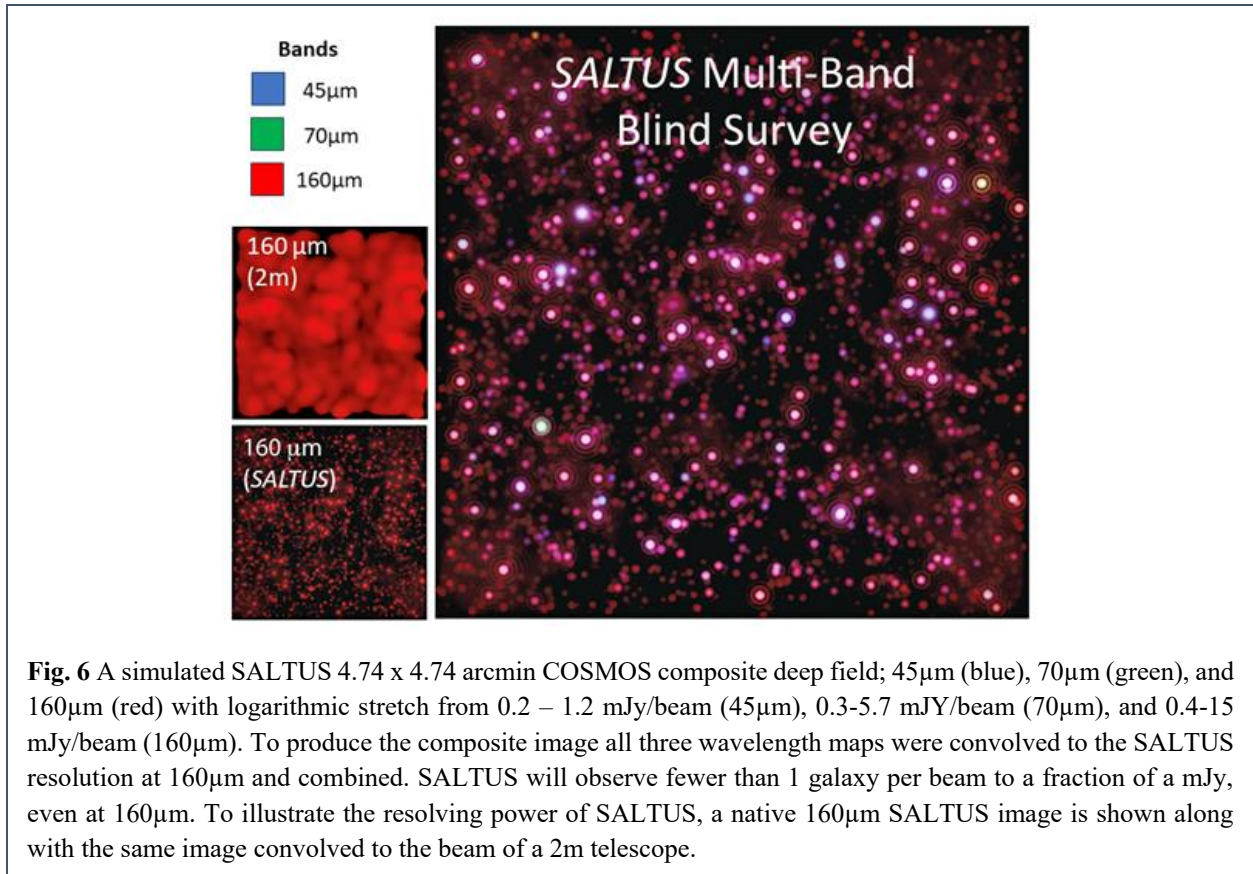 Bands
45µm
70µm
160µm
SALTUS Multi-Band
Blind Survey
160 µm
(2m)
160 µm
(SALTUS)
Fig. 6 A simulated SALTUS 4.74 x 4.74 arcmin COSMOS composite deep field; 45µm (blue), 70µm (green), and
160µm (red) with logarithmic stretch from 0.2 – 1.2 mJy/beam (45µm), 0.3-5.7 mJY/beam (70µm), and 0.4-15
mJy/beam (160µm). To produce the composite image all three wavelength maps were convolved to the SALTUS
resolution at 160µm and combined. SALTUS will observe fewer than 1 galaxy per beam to a fraction of a mJy,
even at 160µm. To illustrate the resolving power of SALTUS, a native 160µm SALTUS image is shown along
with the same image convolved to the beam of a 2m telescope.